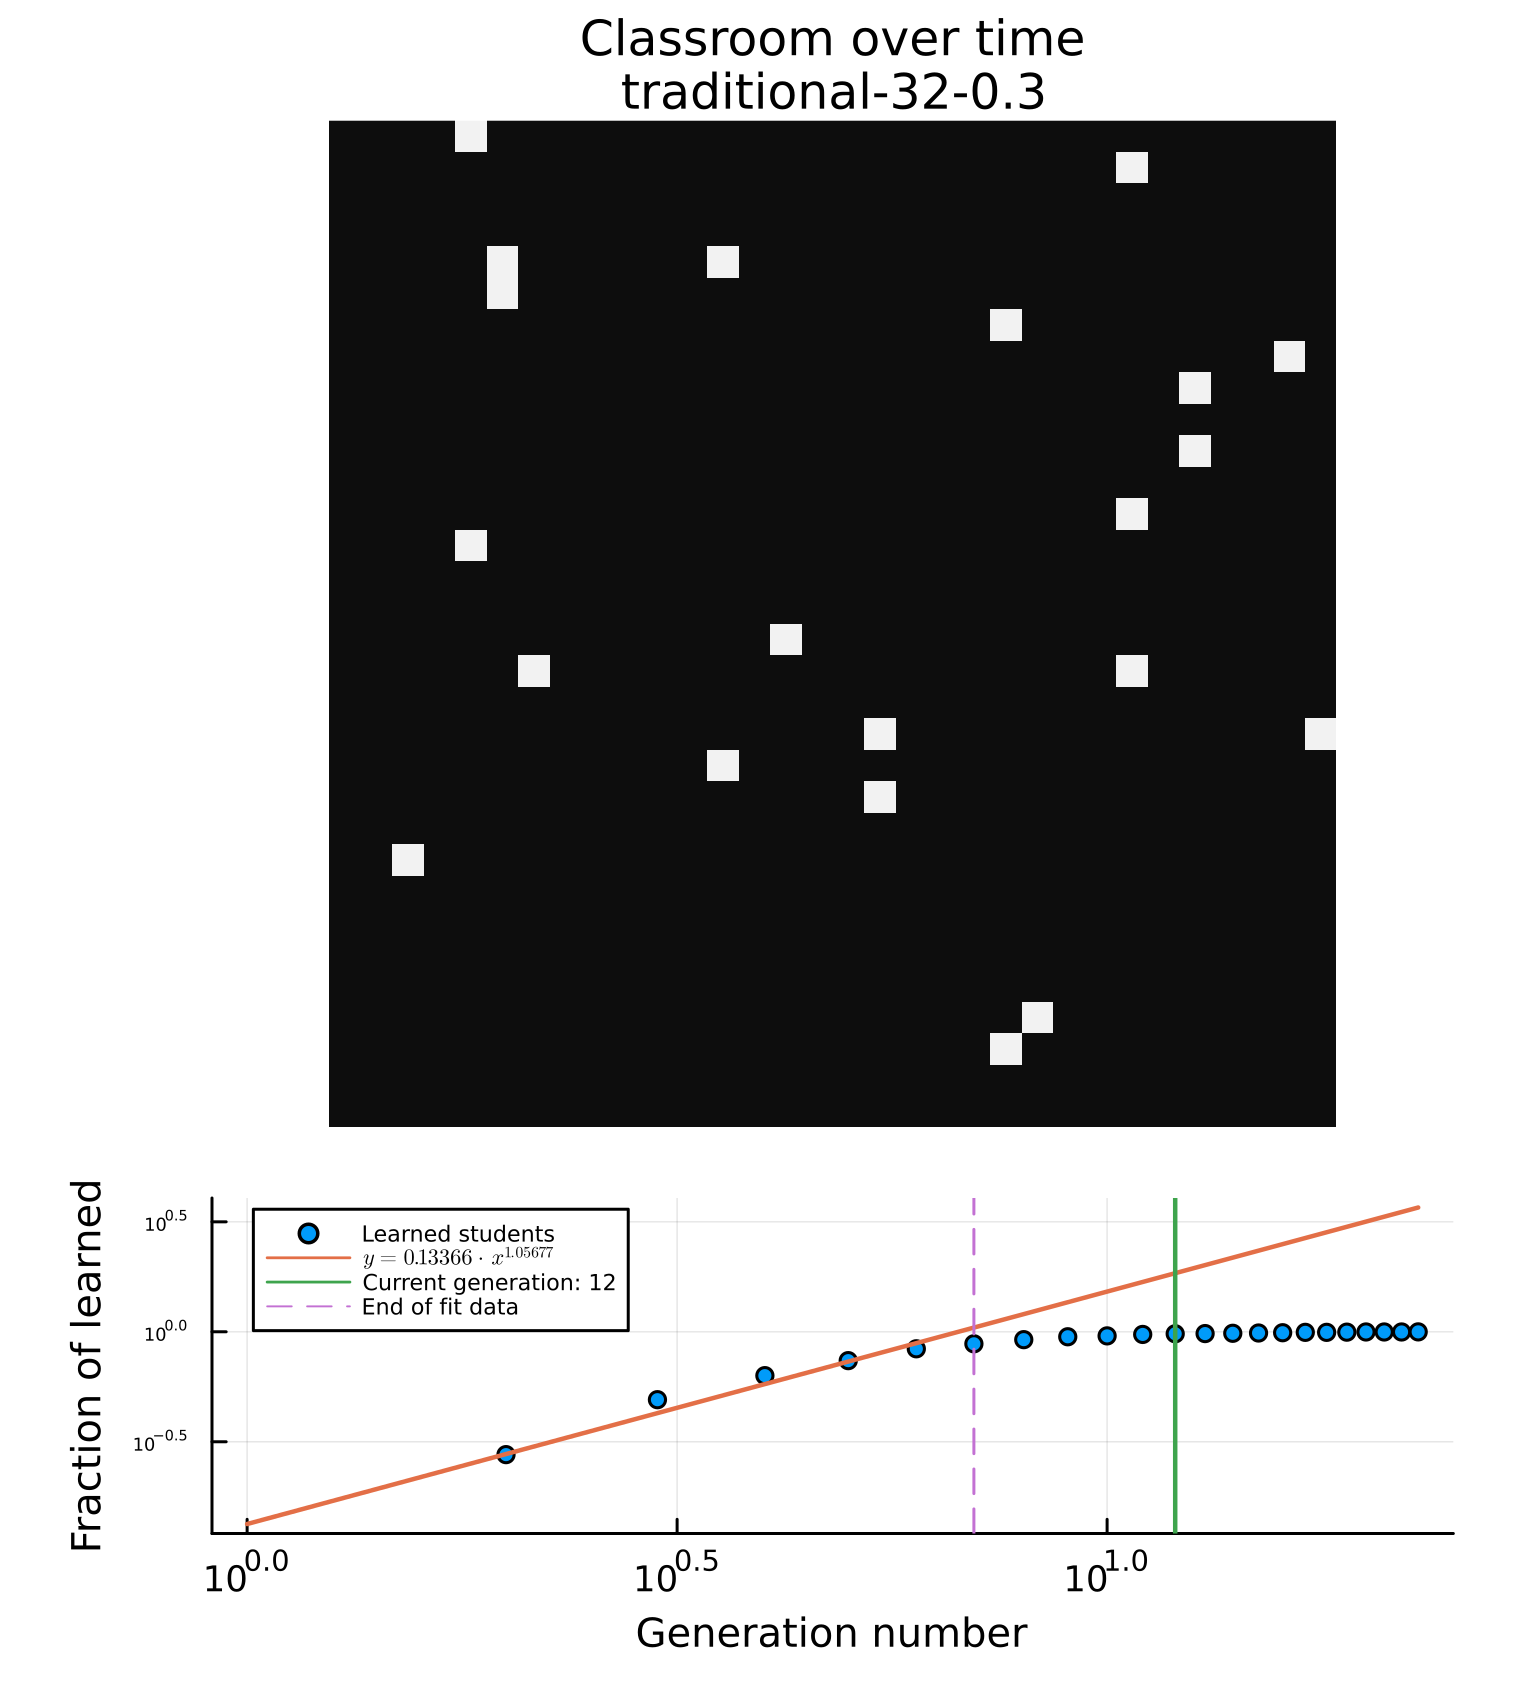 Classroom over time
traditional-32-0.3
Fraction of learned
10^0.5
10^0.0
10^−0.5
Learned students
y = 0.13366 · x^1.05677
Current generation: 12
End of fit data
10^0.0
10^0.5
10^1.0
Generation number